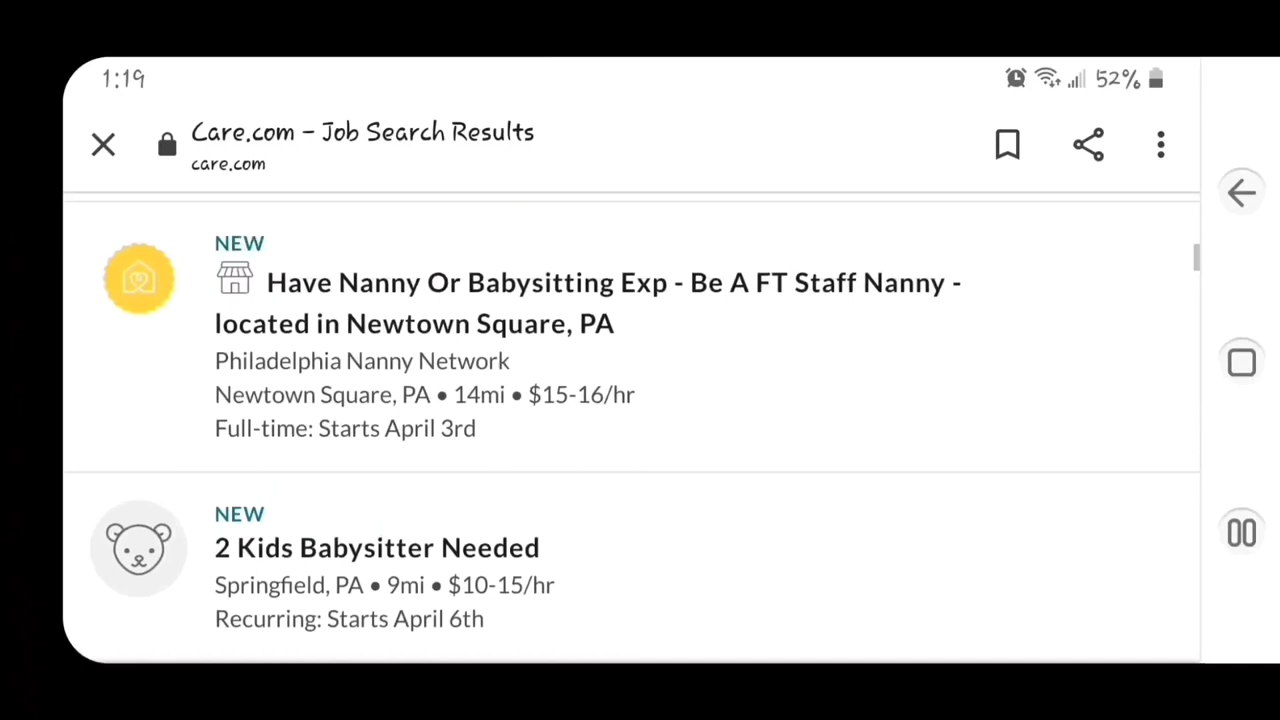 1:19
52%
Care.com - Job Search Results
care.com
NEW
Have Nanny Or Babysitting Exp - Be A FT Staff Nanny -
located in Newtown Square, PA
Philadelphia Nanny Network
Newtown Square, PA • 14mi • $15-16/hr
Full-time: Starts April 3rd
NEW
2 Kids Babysitter Needed
Springfield, PA • 9mi • $10-15/hr
Recurring: Starts April 6th